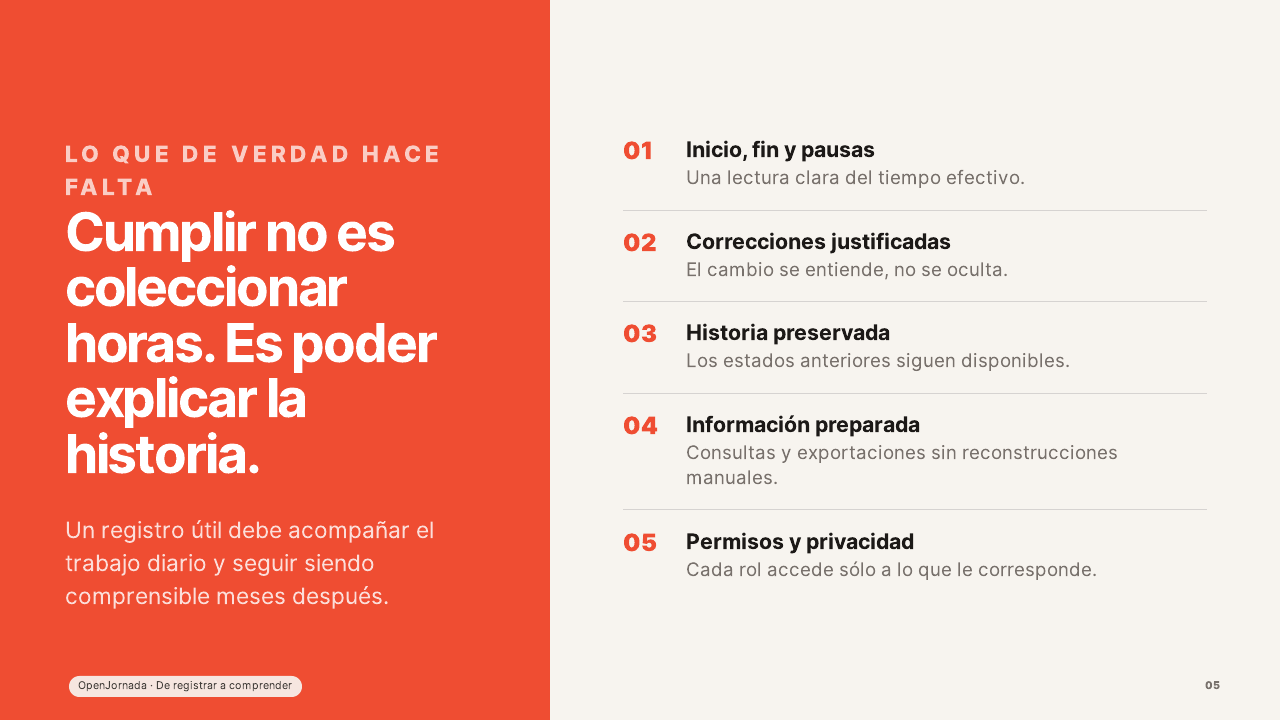 LO QUE DE VERDAD HACE
FALTA
Cumplir no es
coleccionar
horas. Es poder
explicar la
historia.
Un registro útil debe acompañar el
trabajo diario y seguir siendo
comprensible meses después.
OpenJornada · De registrar a comprender
01
Inicio, fin y pausas
Una lectura clara del tiempo efectivo.
02
Correcciones justificadas
El cambio se entiende, no se oculta.
03
Historia preservada
Los estados anteriores siguen disponibles.
04
Información preparada
Consultas y exportaciones sin reconstrucciones
manuales.
05
Permisos y privacidad
Cada rol accede sólo a lo que le corresponde.
05